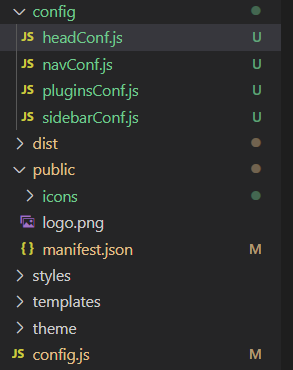 config
JS headConf.js U
JS navConf.js U
JS pluginsConf.js U
JS sidebarConf.js U
dist
public
icons
logo.png
{} manifest.json M
styles
templates
theme
JS config.js M